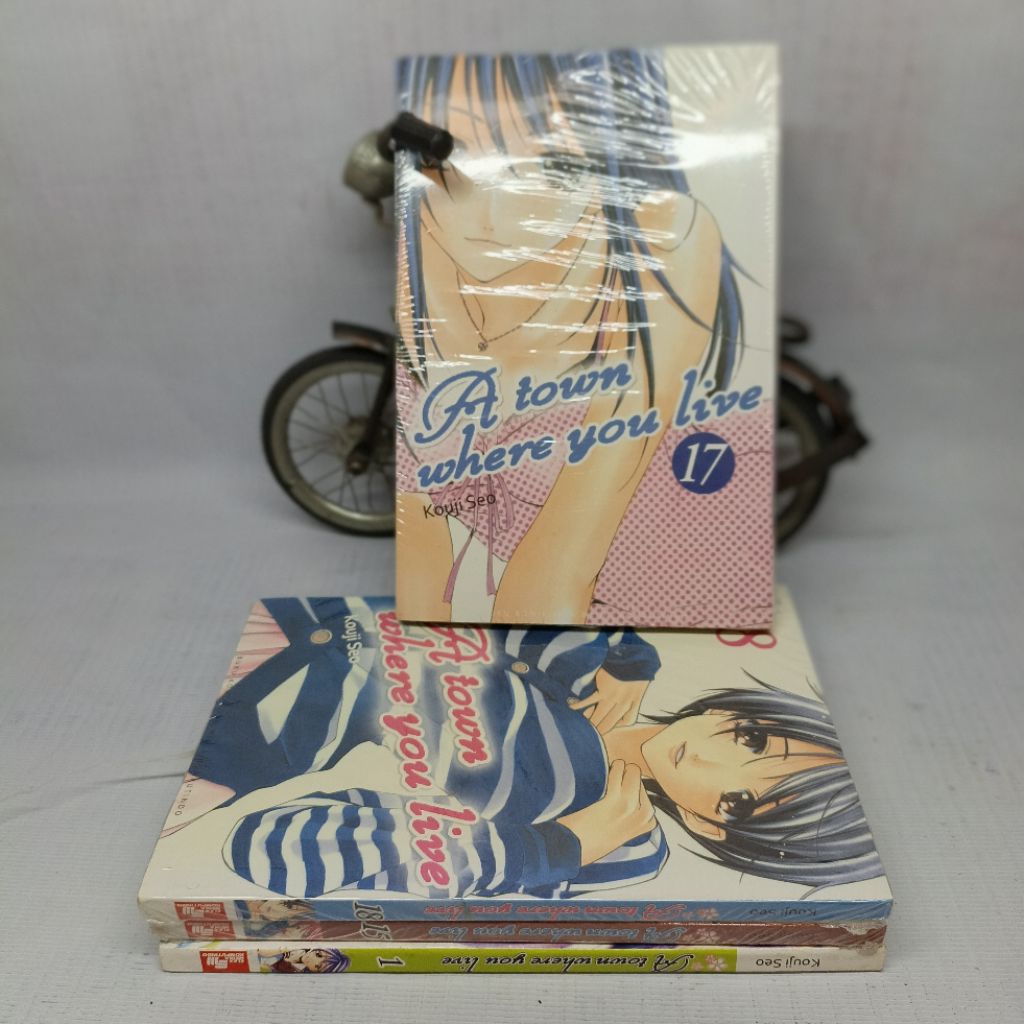 A town
where you live
17
Kouji Seo
8
A town
where you live
Kouji Seo
18 A town where you live Kouji Seo
15 A town where you live
1 A town where you live Kouji Seo